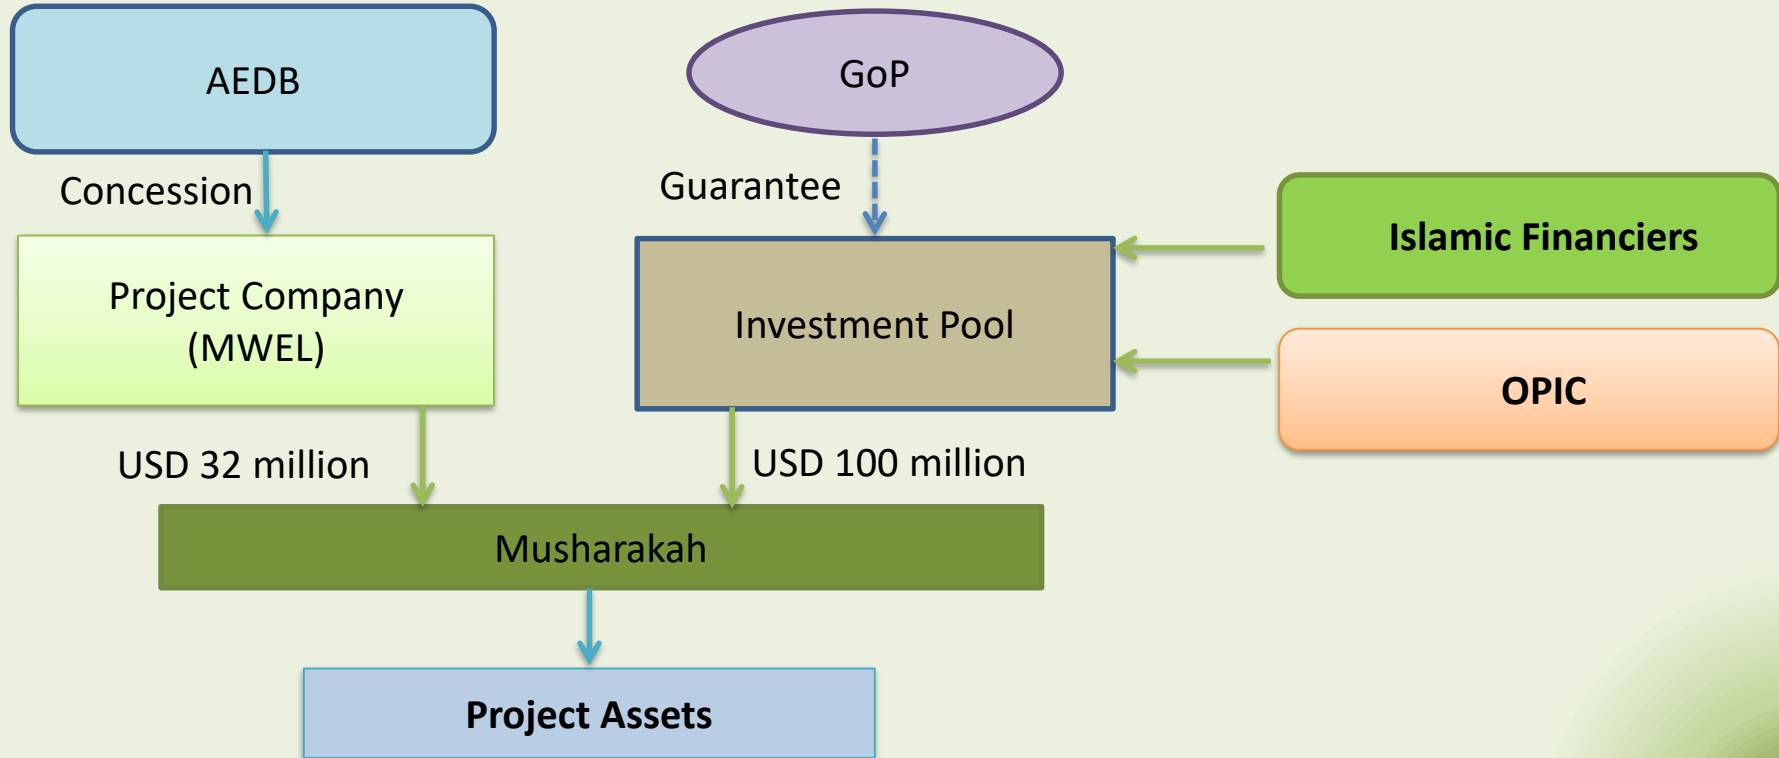 AEDB
GoP
Concession
Guarantee
Project Company
(MWEL)
Investment Pool
Islamic Financiers
OPIC
USD 32 million
USD 100 million
Musharakah
Project Assets